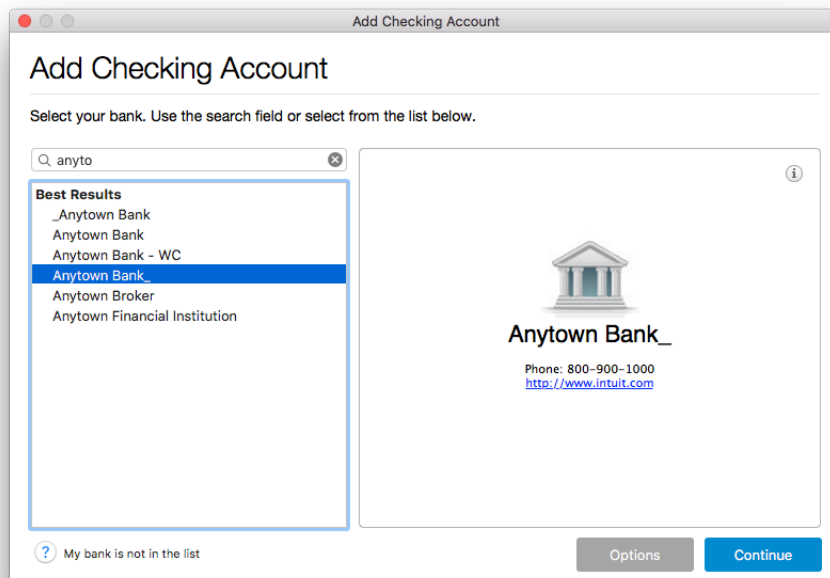 Add Checking Account
Add Checking Account
Select your bank. Use the search field or select from the list below.
anyto
Best Results
_Anytown Bank
Anytown Bank
Anytown Bank - WC
Anytown Bank_
Anytown Broker
Anytown Financial Institution
i
Anytown Bank_
Phone: 800-900-1000
http://www.intuit.com
? My bank is not in the list
Options
Continue